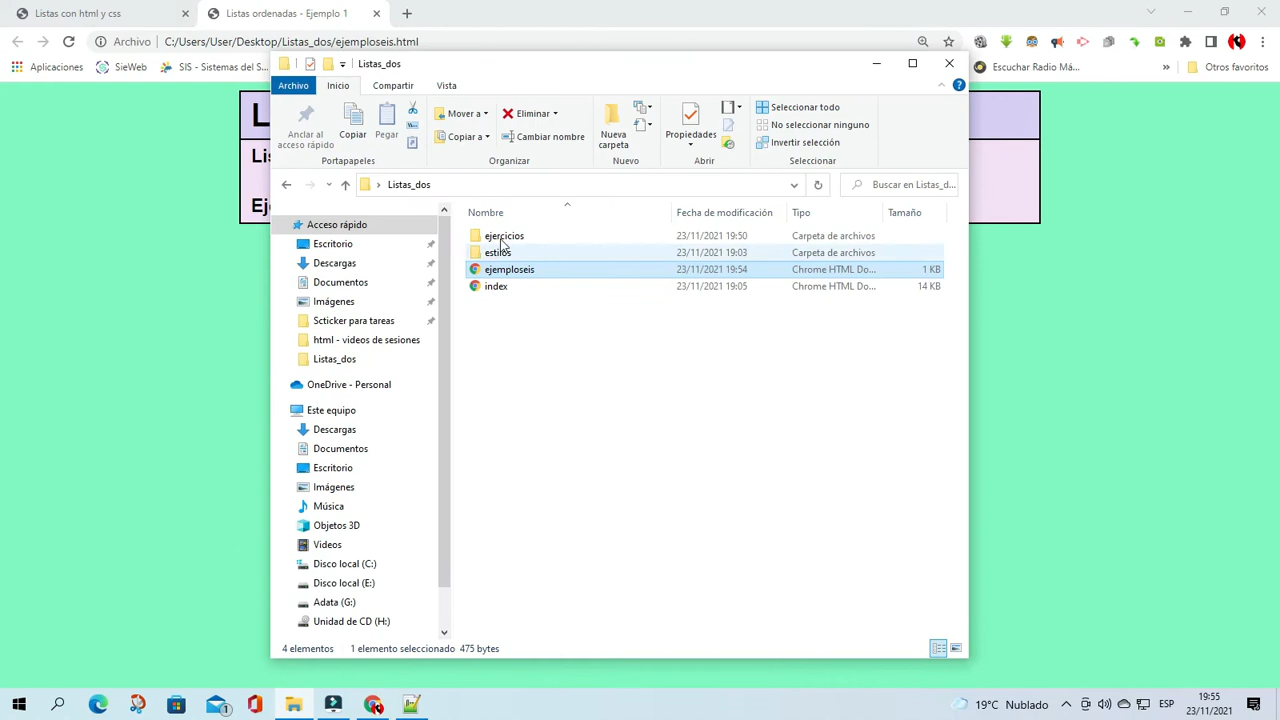 Listas con html y css
Listas ordenadas - Ejemplo 1
Archivo
C:/Users/User/Desktop/Listas_dos/ejemploseis.html
Aplicaciones
SieWeb
SIS - Sistemas del S...
Escuchar Radio Má...
Otros favoritos
Listas_dos
Archivo
Inicio
Compartir
Vista
Anclar al
acceso rápido
Copiar
Pegar
Portapapeles
Mover a
Copiar a
Eliminar
Cambiar nombre
Organizar
Nueva
carpeta
Nuevo
Propiedades
Abrir
Seleccionar todo
No seleccionar ninguno
Invertir selección
Seleccionar
Listas_dos
Buscar en Listas_d...
Nombre
Fecha de modificación
Tipo
Tamaño
ejercicios 23/11/2021 19:50 Carpeta de archivos
estilos 23/11/2021 19:03 Carpeta de archivos
ejemploseis 23/11/2021 19:54 Chrome HTML Do... 1 KB
index 23/11/2021 19:05 Chrome HTML Do... 14 KB
Acceso rápido
Escritorio
Descargas
Documentos
Imágenes
Scticker para tareas
html - videos de sesiones
Listas_dos
OneDrive - Personal
Este equipo
Descargas
Documentos
Escritorio
Imágenes
Música
Objetos 3D
Videos
Disco local (C:)
Disco local (E:)
Adata (G:)
Unidad de CD (H:)
4 elementos
1 elemento seleccionado
475 bytes
19°C Nublado
ESP
19:55
23/11/2021